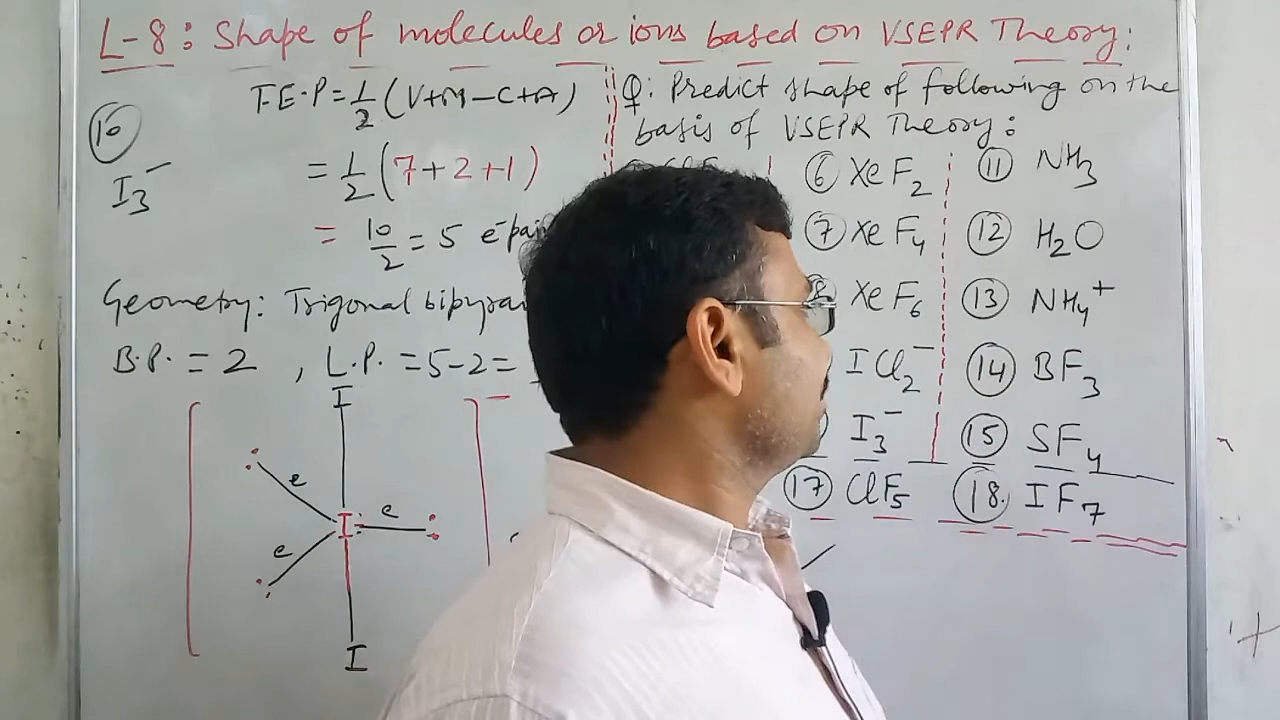 L-8: Shape of molecules or ions based on VSEPR Theory:
T.E.P = 1/2 (V+M-C+A)
10
I3-
= 1/2 (7+2+1)
= 10/2 = 5 e-pai
Geometry: Trigonal bipyra
B.P. = 2 , L.P. = 5-2=
I
e
e
I
e
I
Q: Predict shape of following on the
basis of VSEPR Theory:
6 XeF2
7 XeF4
XeF6
ICl2-
I3-
17 ClF5
11 NH3
12 H2O
13 NH4+
14 BF3
15 SF4
18. IF7